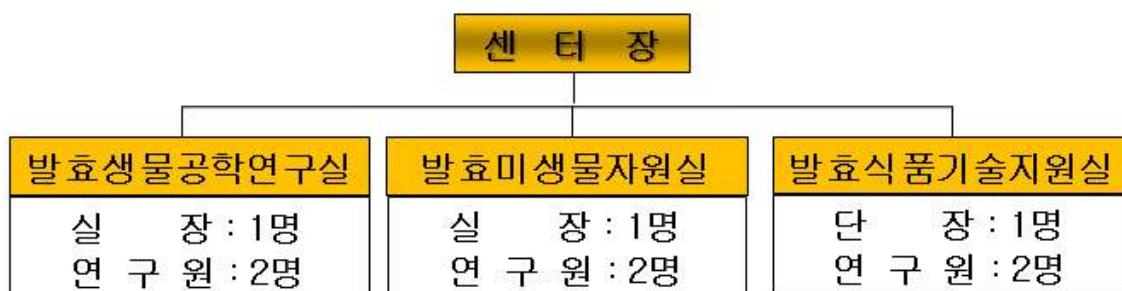 센 터 장
발효생물공학연구실
실 장 : 1명
연 구 원 : 2명
발효미생물자원실
실 장 : 1명
연 구 원 : 2명
발효식품기술지원실
단 장 : 1명
연 구 원 : 2명